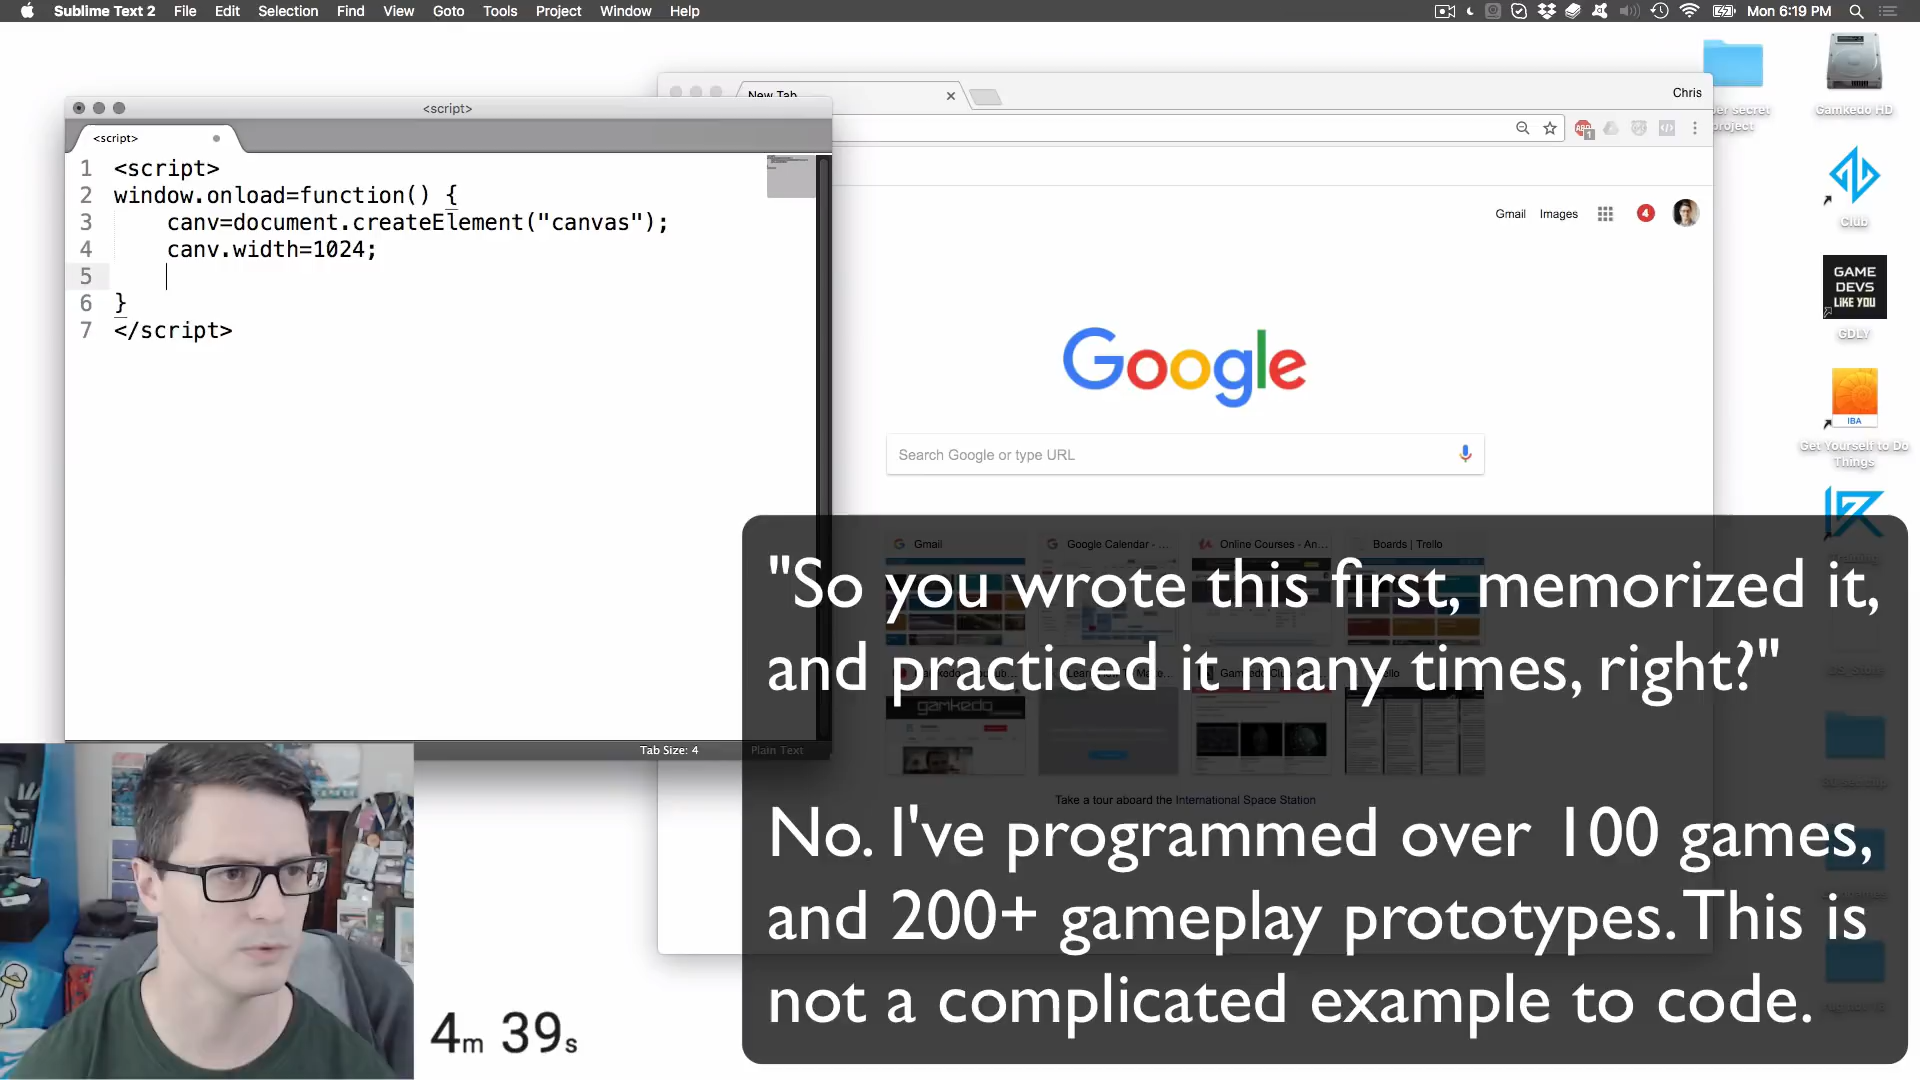 Sublime Text 2 File Edit Selection Find View Goto Tools Project Window Help Mon 6:19 PM
New Tab
Chris
<script>
<script>
1 <script>
2 window.onload=function() {
3 canv=document.createElement("canvas");
4 canv.width=1024;
5
6 }
7 </script>
Gmail Images 4
Google
Search Google or type URL
Gmail Google Calendar - ... Online Courses - An... Boards | Trello
"So you wrote this first, memorized it,
and practiced it many times, right?"
gamkedo
Take a tour aboard the International Space Station
No. I've programmed over 100 games,
and 200+ gameplay prototypes. This is
not a complicated example to code.
Tab Size: 4 Plain Text
4m 39s
project
Gamkedo HD
Club
GAME
DEVS
LIKE YOU
GDLY
IBA
Get Yourself to Do
Things